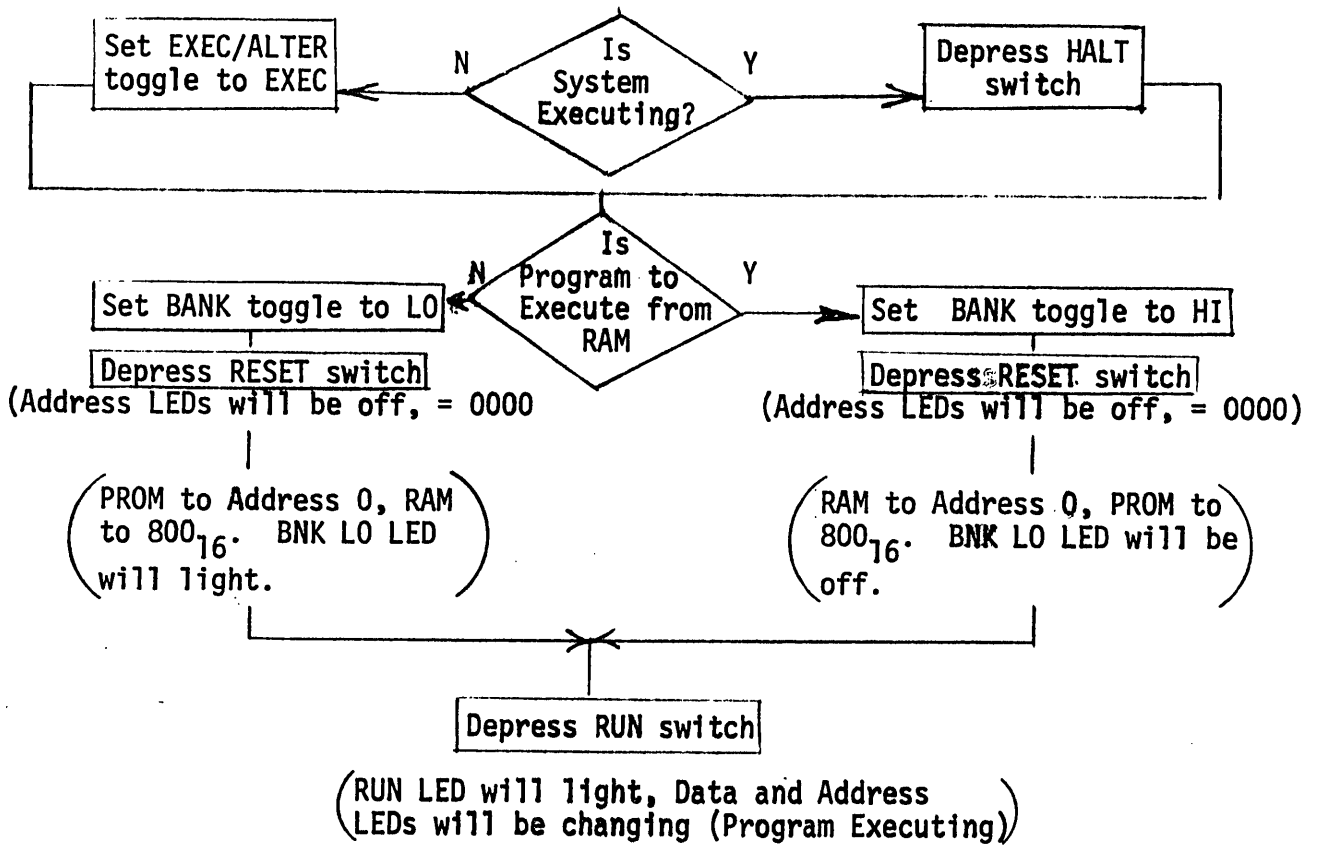 Set EXEC/ALTER
toggle to EXEC
N
Is
System
Executing?
Y
Depress HALT
switch
Is
Program to
Execute from
RAM
N
Y
Set BANK toggle to LO
Depress RESET switch
(Address LEDs will be off, = 0000
PROM to Address 0, RAM
to 800₁₆. BNK LO LED
will light.
Set BANK toggle to HI
Depress RESET switch
(Address LEDs will be off, = 0000)
RAM to Address 0, PROM to
800₁₆. BNK LO LED will be
off.
Depress RUN switch
(RUN LED will light, Data and Address
LEDs will be changing (Program Executing))